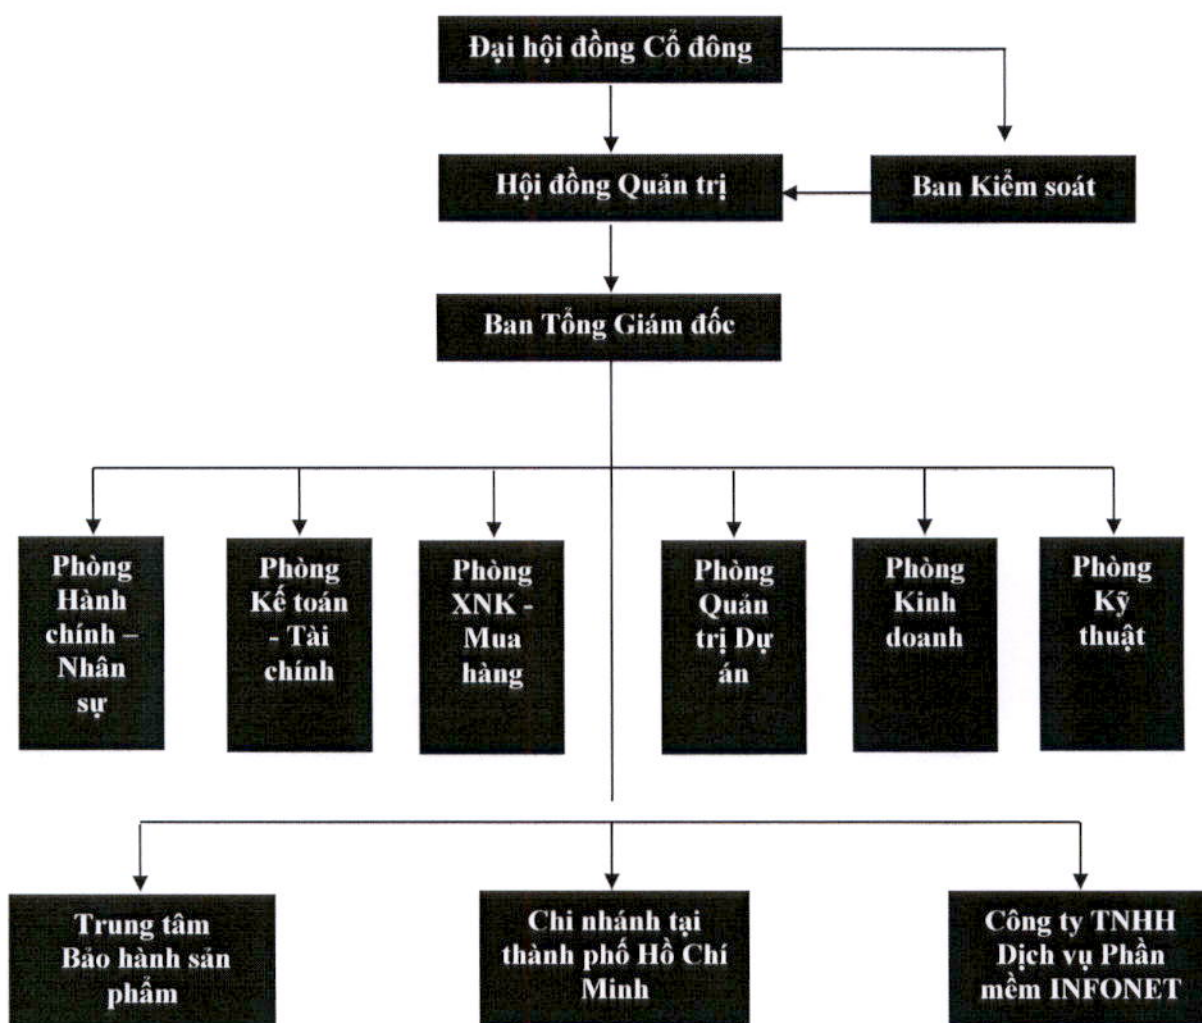 Đại hội đồng Cổ đông
Hội đồng Quản trị
Ban Kiểm soát
Ban Tổng Giám đốc
Phòng
Hành
chính –
Nhân
sự
Phòng
Kế toán
- Tài
chính
Phòng
XNK -
Mua
hàng
Phòng
Quản
trị Dự
án
Phòng
Kinh
doanh
Phòng
Kỹ
thuật
Trung tâm
Bảo hành sản
phẩm
Chi nhánh tại
thành phố Hồ Chí
Minh
Công ty TNHH
Dịch vụ Phần
mềm INFONET